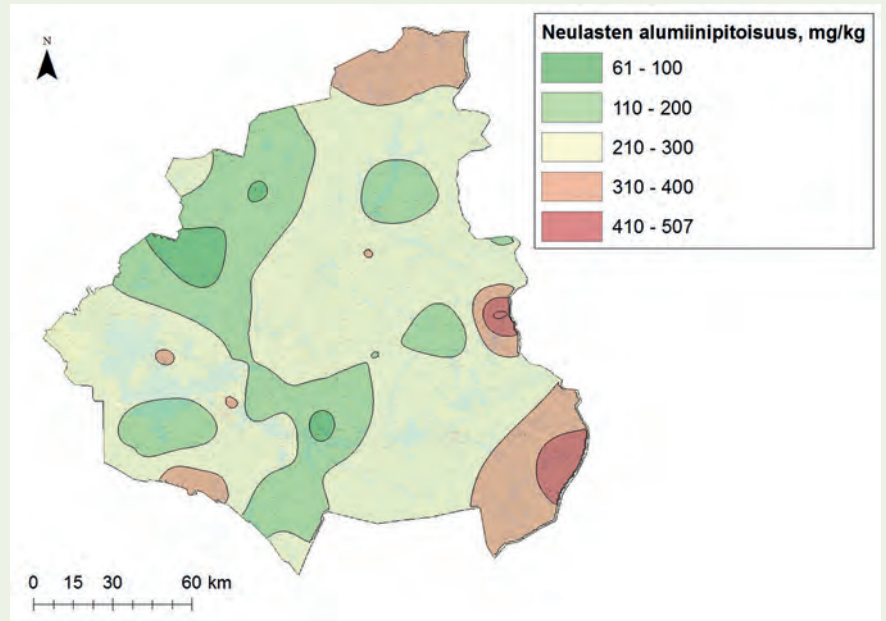 N
Neulasten alumiinipitoisuus, mg/kg
61 - 100
110 - 200
210 - 300
310 - 400
410 - 507
0 15 30 60 km